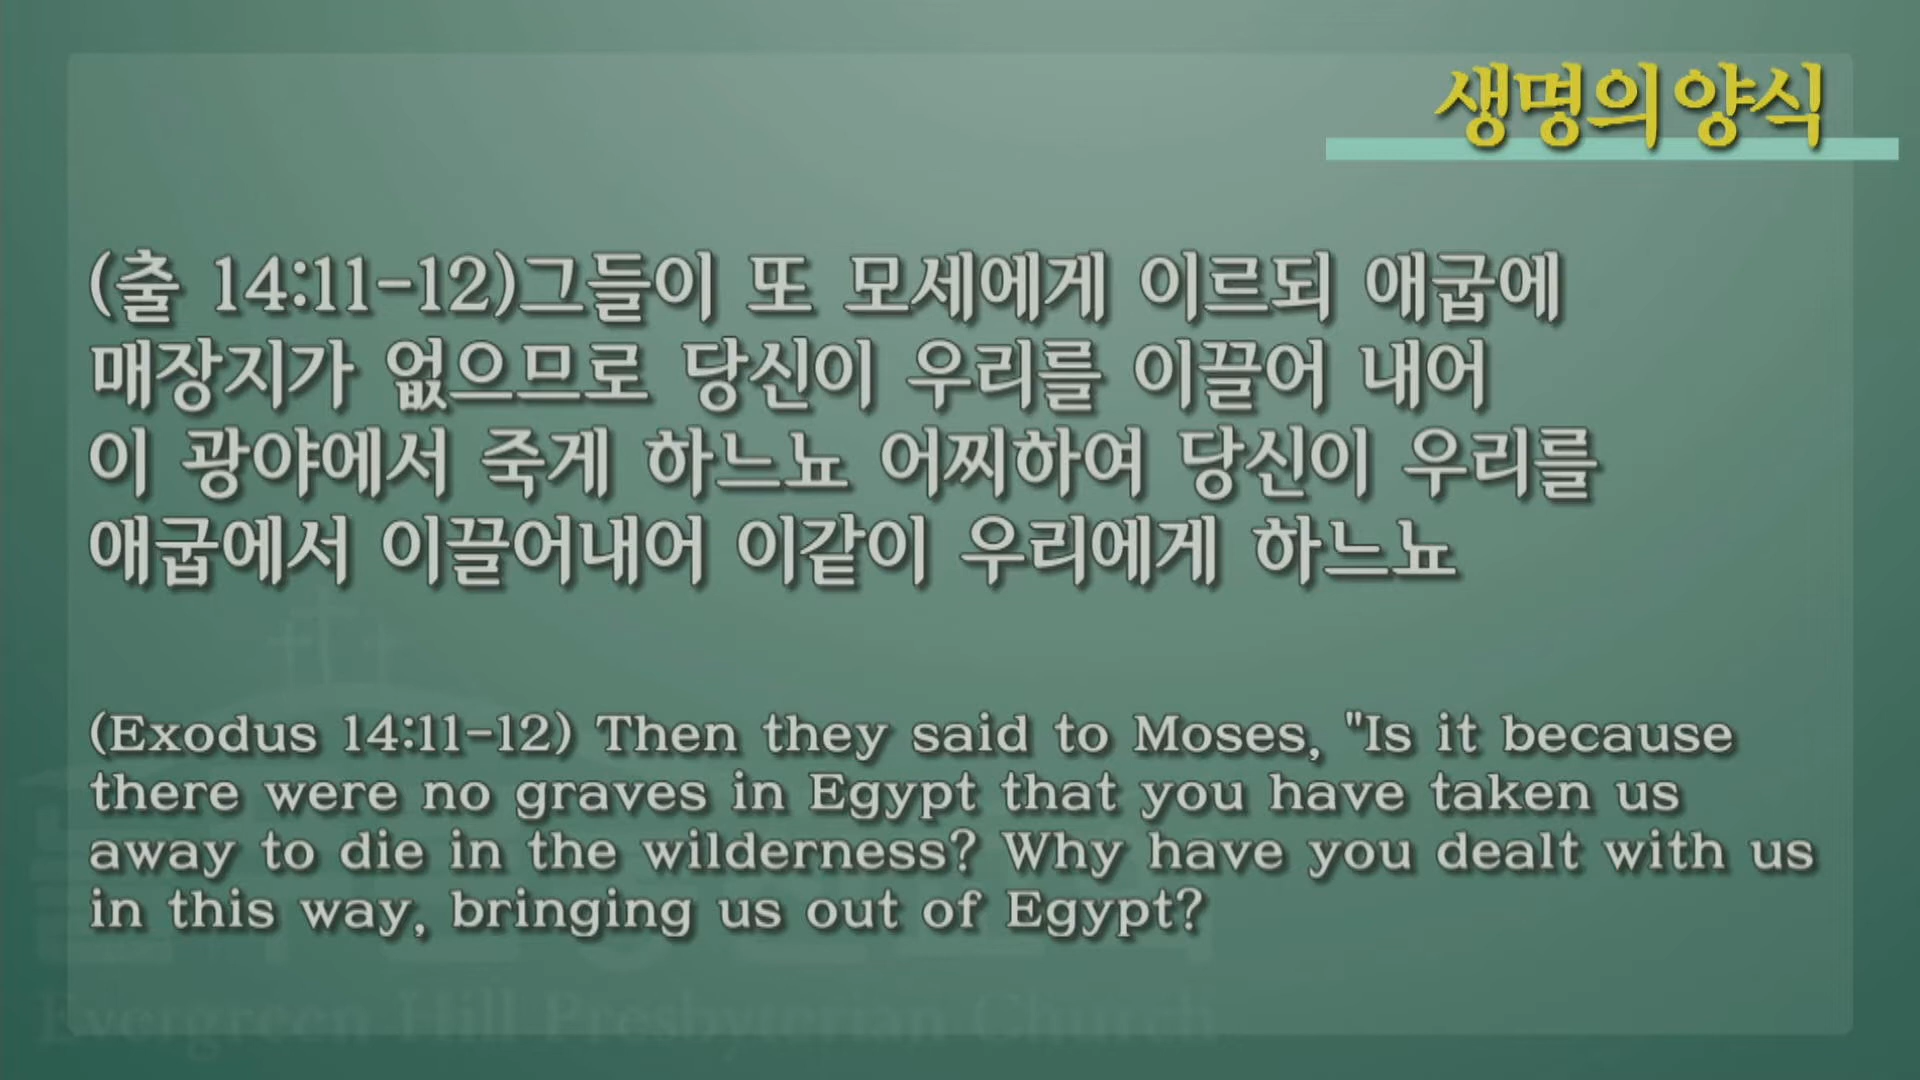 생명의 양식
(출 14:11-12)그들이 또 모세에게 이르되 애굽에
매장지가 없으므로 당신이 우리를 이끌어 내어
이 광야에서 죽게 하느뇨 어찌하여 당신이 우리를
애굽에서 이끌어내어 이같이 우리에게 하느뇨
(Exodus 14:11-12) Then they said to Moses, "Is it because
there were no graves in Egypt that you have taken us
away to die in the wilderness? Why have you dealt with us
in this way, bringing us out of Egypt?
Evergreen Hill Presbyterian Church